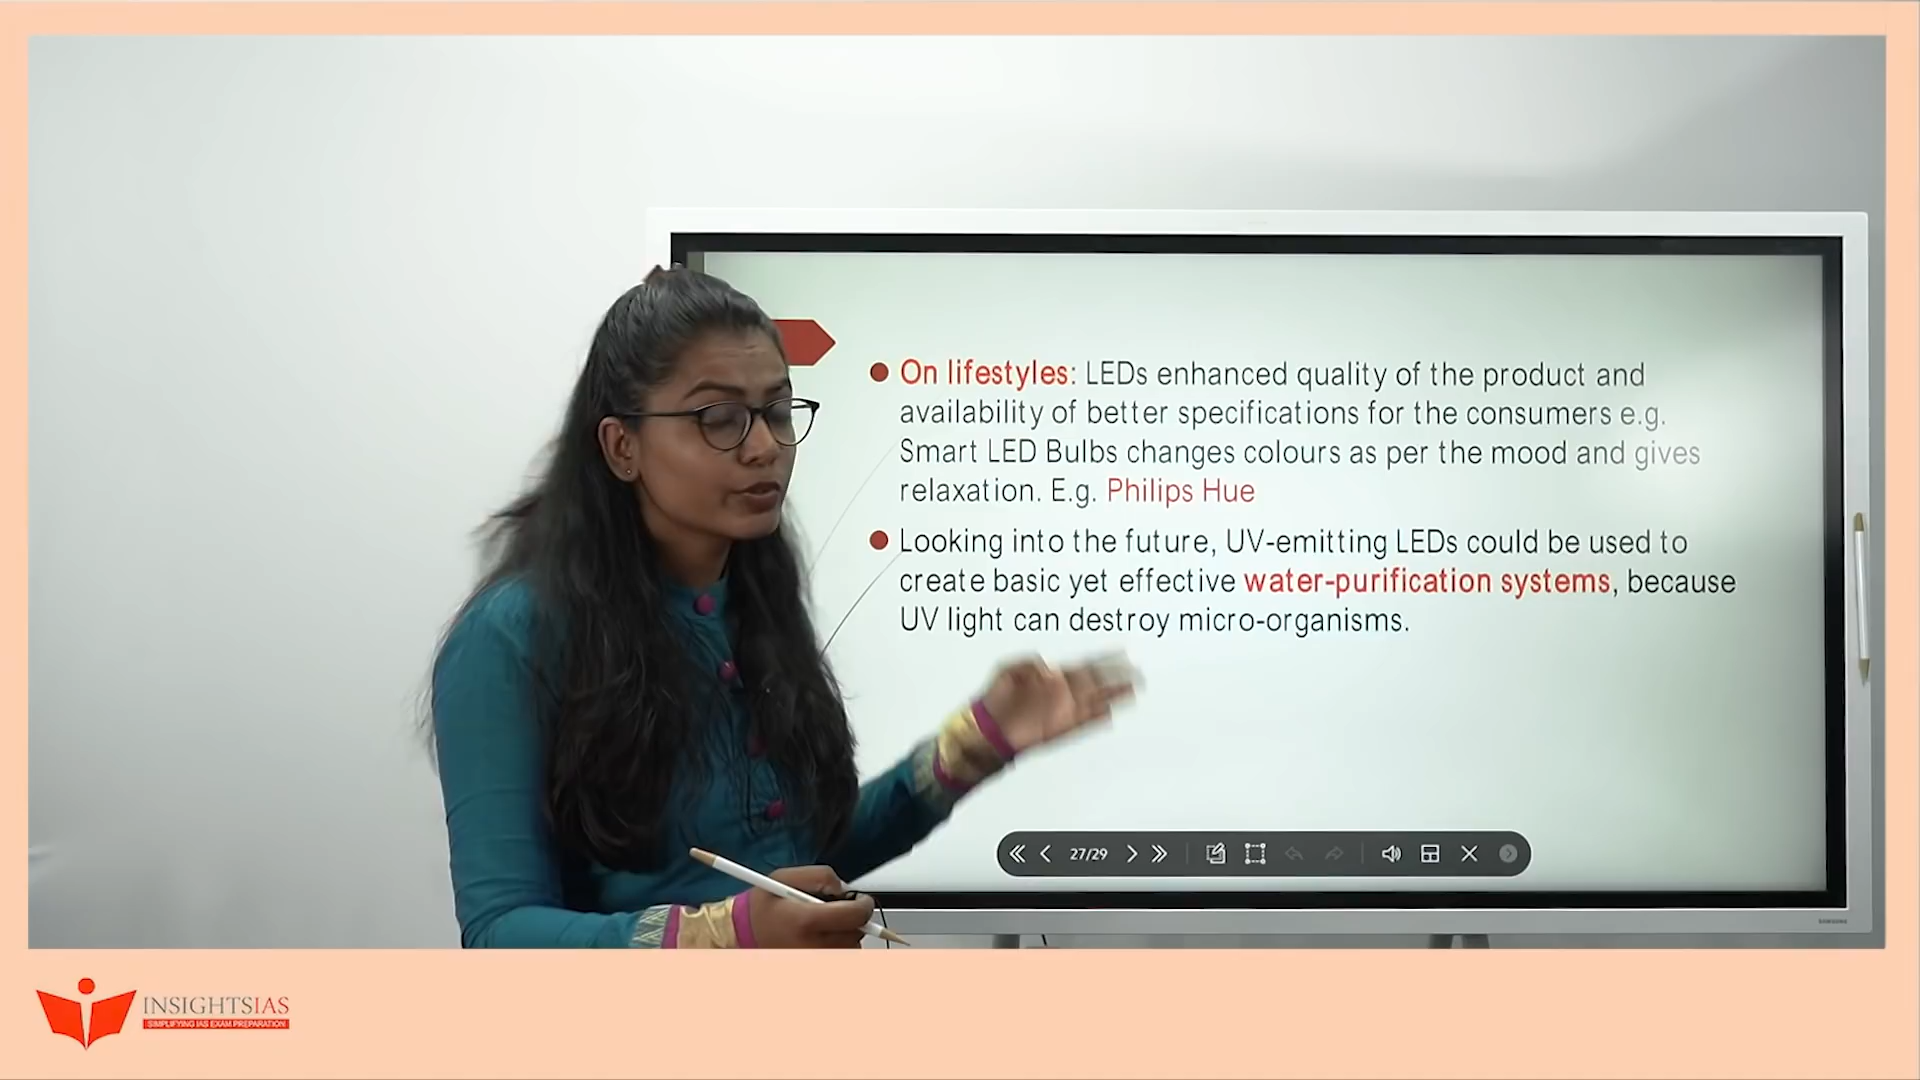 On lifestyles: LEDs enhanced quality of the product and
availability of better specifications for the consumers e.g.
Smart LED Bulbs changes colours as per the mood and gives
relaxation. E.g. Philips Hue
Looking into the future, UV-emitting LEDs could be used to
create basic yet effective water-purification systems, because
UV light can destroy micro-organisms.
27/29
SAMSUNG
INSIGHTSIAS
SIMPLIFYING IAS EXAM PREPARATION